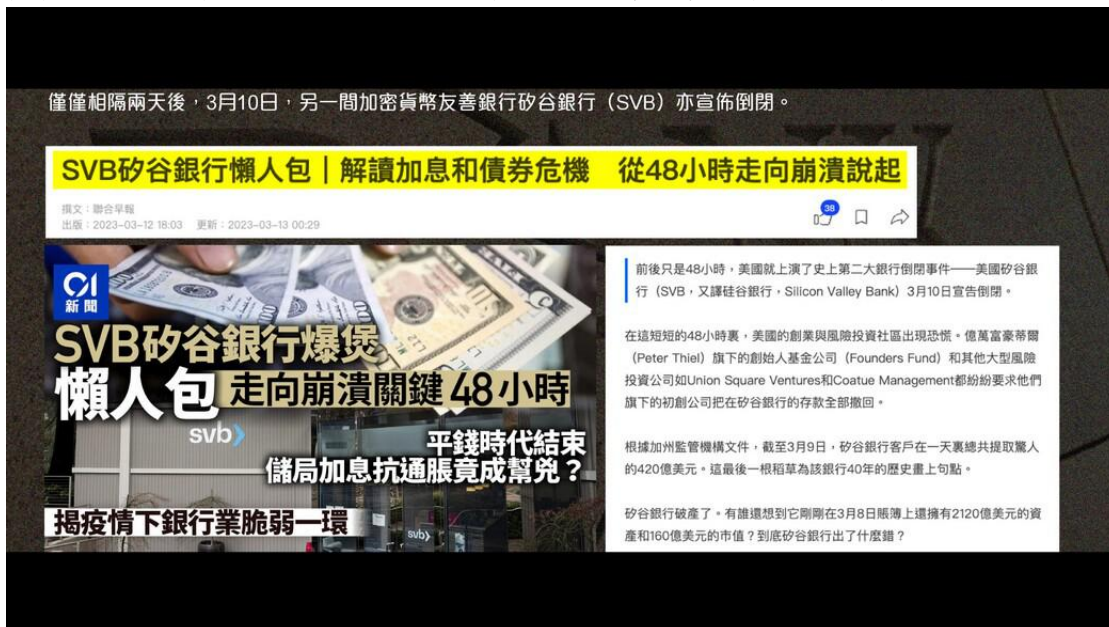 僅僅相隔兩天後，3月10日，另一間加密貨幣友善銀行矽谷銀行（SVB）亦宣佈倒閉。
SVB矽谷銀行懶人包｜解讀加息和債券危機　從48小時走向崩潰說起
撰文：聯合早報
出版：2023-03-12 18:03　更新：2023-03-13 00:29
38
01
新聞
SVB矽谷銀行爆煲
懶人包 走向崩潰關鍵48小時
svb
平錢時代結束
儲局加息抗通脹竟成幫兇？
揭疫情下銀行業脆弱一環
svb
前後只是48小時，美國就上演了史上第二大銀行倒閉事件——美國矽谷銀
行（SVB，又譯硅谷銀行，Silicon Valley Bank）3月10日宣告倒閉。
在這短短的48小時裏，美國的創業與風險投資社區出現恐慌。億萬富豪蒂爾
（Peter Thiel）旗下的創始人基金公司（Founders Fund）和其他大型風險
投資公司如Union Square Ventures和Coatue Management都紛紛要求他們
旗下的初創公司把在矽谷銀行的存款全部撤回。
根據加州監管機構文件，截至3月9日，矽谷銀行客戶在一天裏總共提取驚人
的420億美元。這最後一根稻草為該銀行40年的歷史畫上句點。
矽谷銀行破產了。有誰還想到它剛剛在3月8日賬簿上還擁有2120億美元的資
產和160億美元的市值？到底矽谷銀行出了什麼錯？